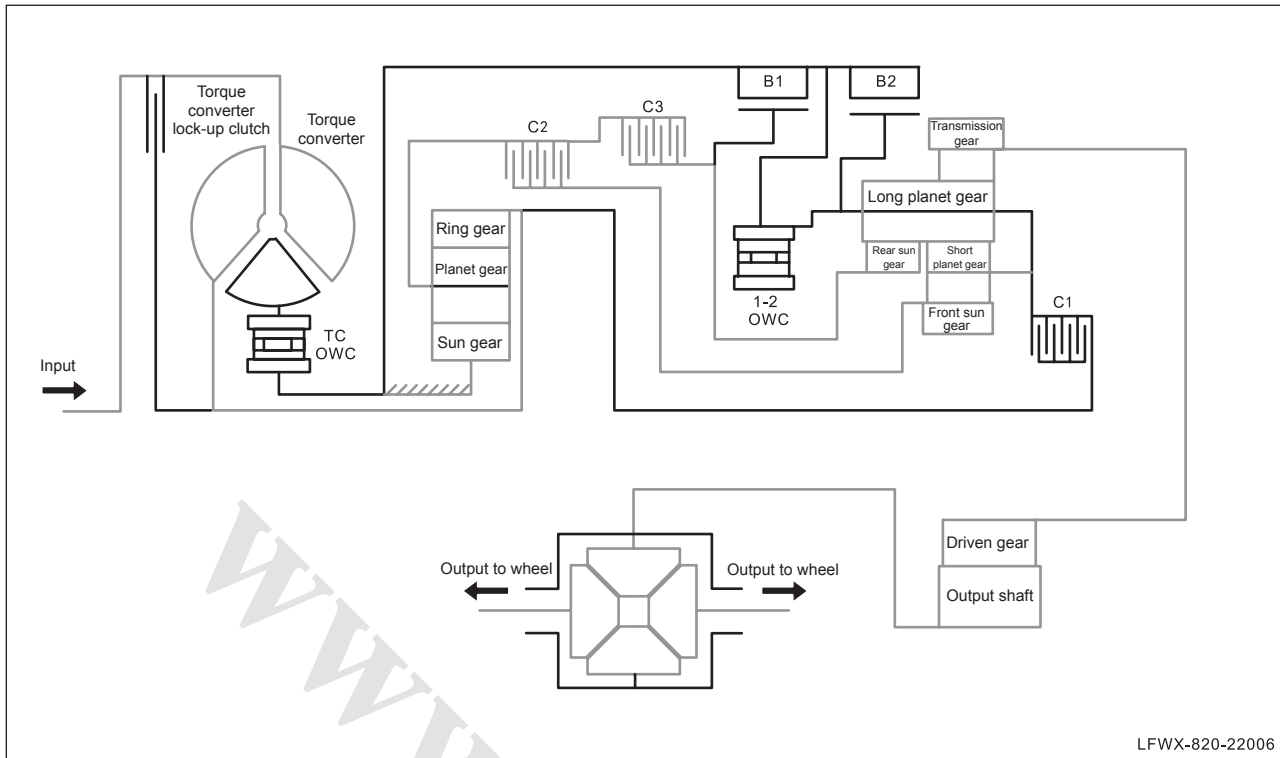 Torque
converter
lock-up clutch
Torque
converter
C2
C3
B1
B2
Transmission
gear
Long planet gear
Ring gear
Planet gear
Rear sun
gear
Short
planet gear
1-2
OWC
C1
Front sun
gear
TC
OWC
Sun gear
Input
Driven gear
Output to wheel
Output to wheel
Output shaft
LFWX-820-22006